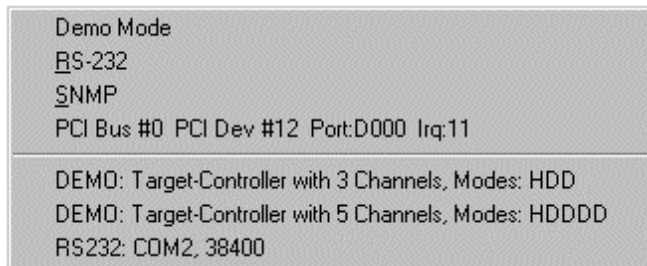 Demo Mode
RS-232
SNMP
PCI Bus #0 PCI Dev #12 Port:D000 Irq:11
DEMO: Target-Controller with 3 Channels, Modes: HDD
DEMO: Target-Controller with 5 Channels, Modes: HDDDD
RS232: COM2, 38400